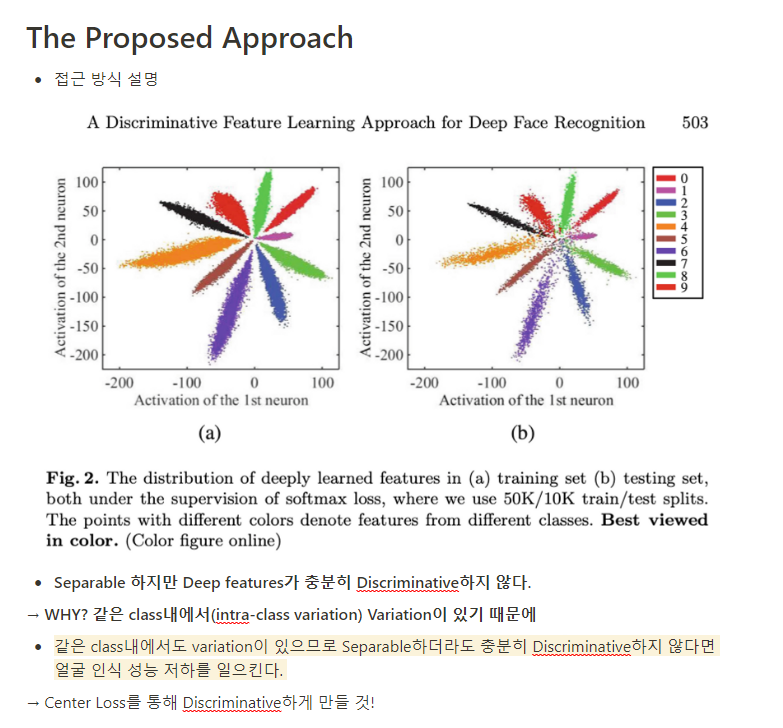 The Proposed Approach
접근 방식 설명
A Discriminative Feature Learning Approach for Deep Face Recognition 503
Activation of the 2nd neuron
100
50
0
-50
-100
-150
-200
-200 -100 0 100
Activation of the 1st neuron
(a)
Activation of the 2nd neuron
100
50
0
-50
-100
-150
-200
-200 -100 0 100
Activation of the 1st neuron
(b)
0
1
2
3
4
5
6
7
8
9
Fig. 2. The distribution of deeply learned features in (a) training set (b) testing set,
both under the supervision of softmax loss, where we use 50K/10K train/test splits.
The points with different colors denote features from different classes. Best viewed
in color. (Color figure online)
Separable 하지만 Deep features가 충분히 Discriminative하지 않다.
→ WHY? 같은 class내에서(intra-class variation) Variation이 있기 때문에
같은 class내에서도 variation이 있으므로 Separable하더라도 충분히 Discriminative하지 않다면
얼굴 인식 성능 저하를 일으킨다.
→ Center Loss를 통해 Discriminative하게 만들 것!